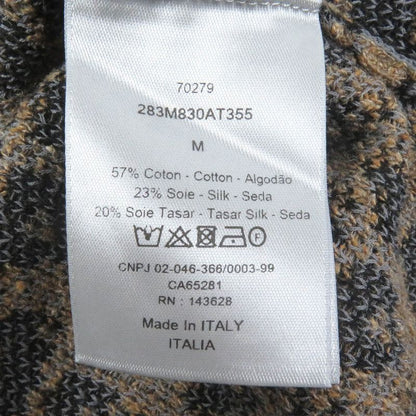 70279
283M830AT355
M
57% Coton - Cotton - Algodão
23% Soie - Silk - Seda
20% Soie Tasar - Tasar Silk - Seda
CNPJ 02-046-366/0003-99
CA65281
RN : 143628
Made In ITALY
ITALIA